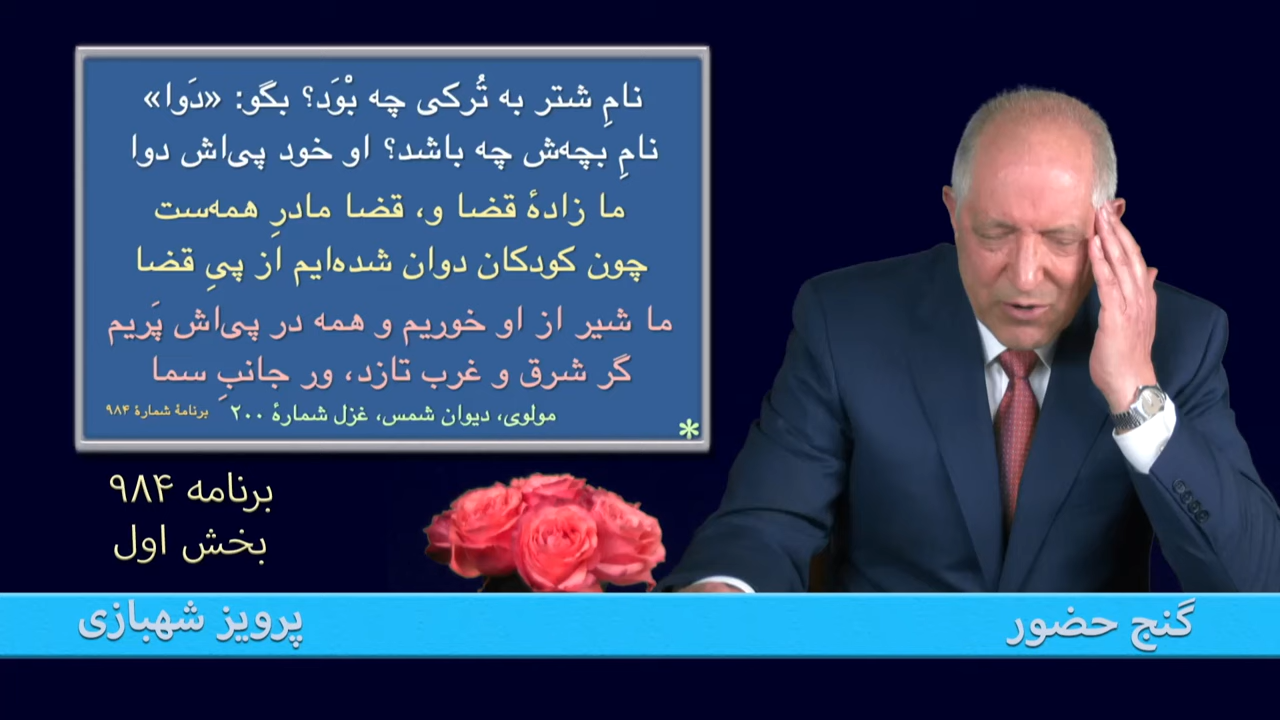 نامِ شتر به تُرکی چه بْوَد؟ بگو: «دَوا»
نامِ بچه‌ش چه باشد؟ او خود پی‌اش دوا
ما زادهٔ قضا و، قضا مادرِ همه‌ست
چون کودکان دوان شده‌ایم از پیِ قضا
ما شیر از او خوریم و همه در پی‌اش پَریم
گر شرق و غرب تازد، ور جانبِ سما
مولوی، دیوان شمس، غزل شمارهٔ ۲۰۰
برنامهٔ شمارهٔ ۹۸۴
*
برنامه ۹۸۴
بخش اول
گنج حضور
پرویز شهبازی